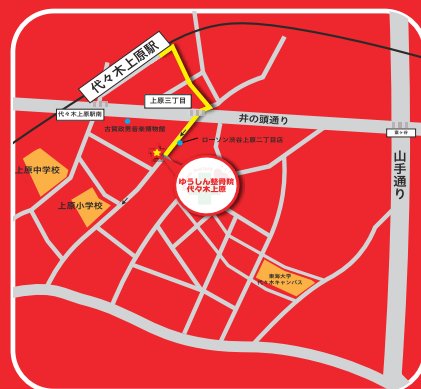 代々木上原駅
上原三丁目
井の頭通り
代々木上原駅南
富ヶ谷
古賀政男音楽博物館
ローソン渋谷上原二丁目店
山手通り
上原中学校
ゆうしん整骨院
代々木上原
上原小学校
東海大学
代々木キャンパス